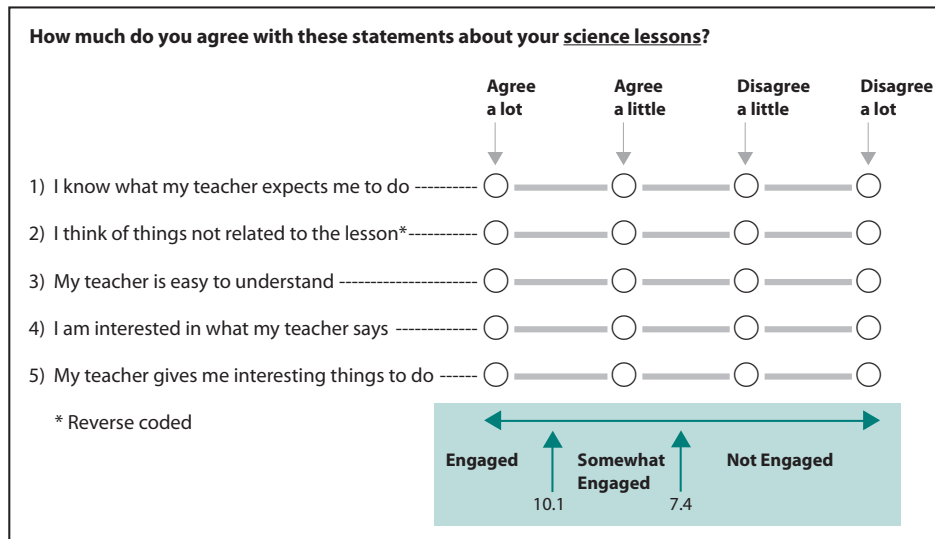 How much do you agree with these statements about your science lessons?
Agree a lot
Agree a little
Disagree a little
Disagree a lot
1) I know what my teacher expects me to do ----------
2) I think of things not related to the lesson*-----------
3) My teacher is easy to understand ----------------------
4) I am interested in what my teacher says -------------
5) My teacher gives me interesting things to do ------
* Reverse coded
Engaged
Somewhat Engaged
Not Engaged
10.1
7.4